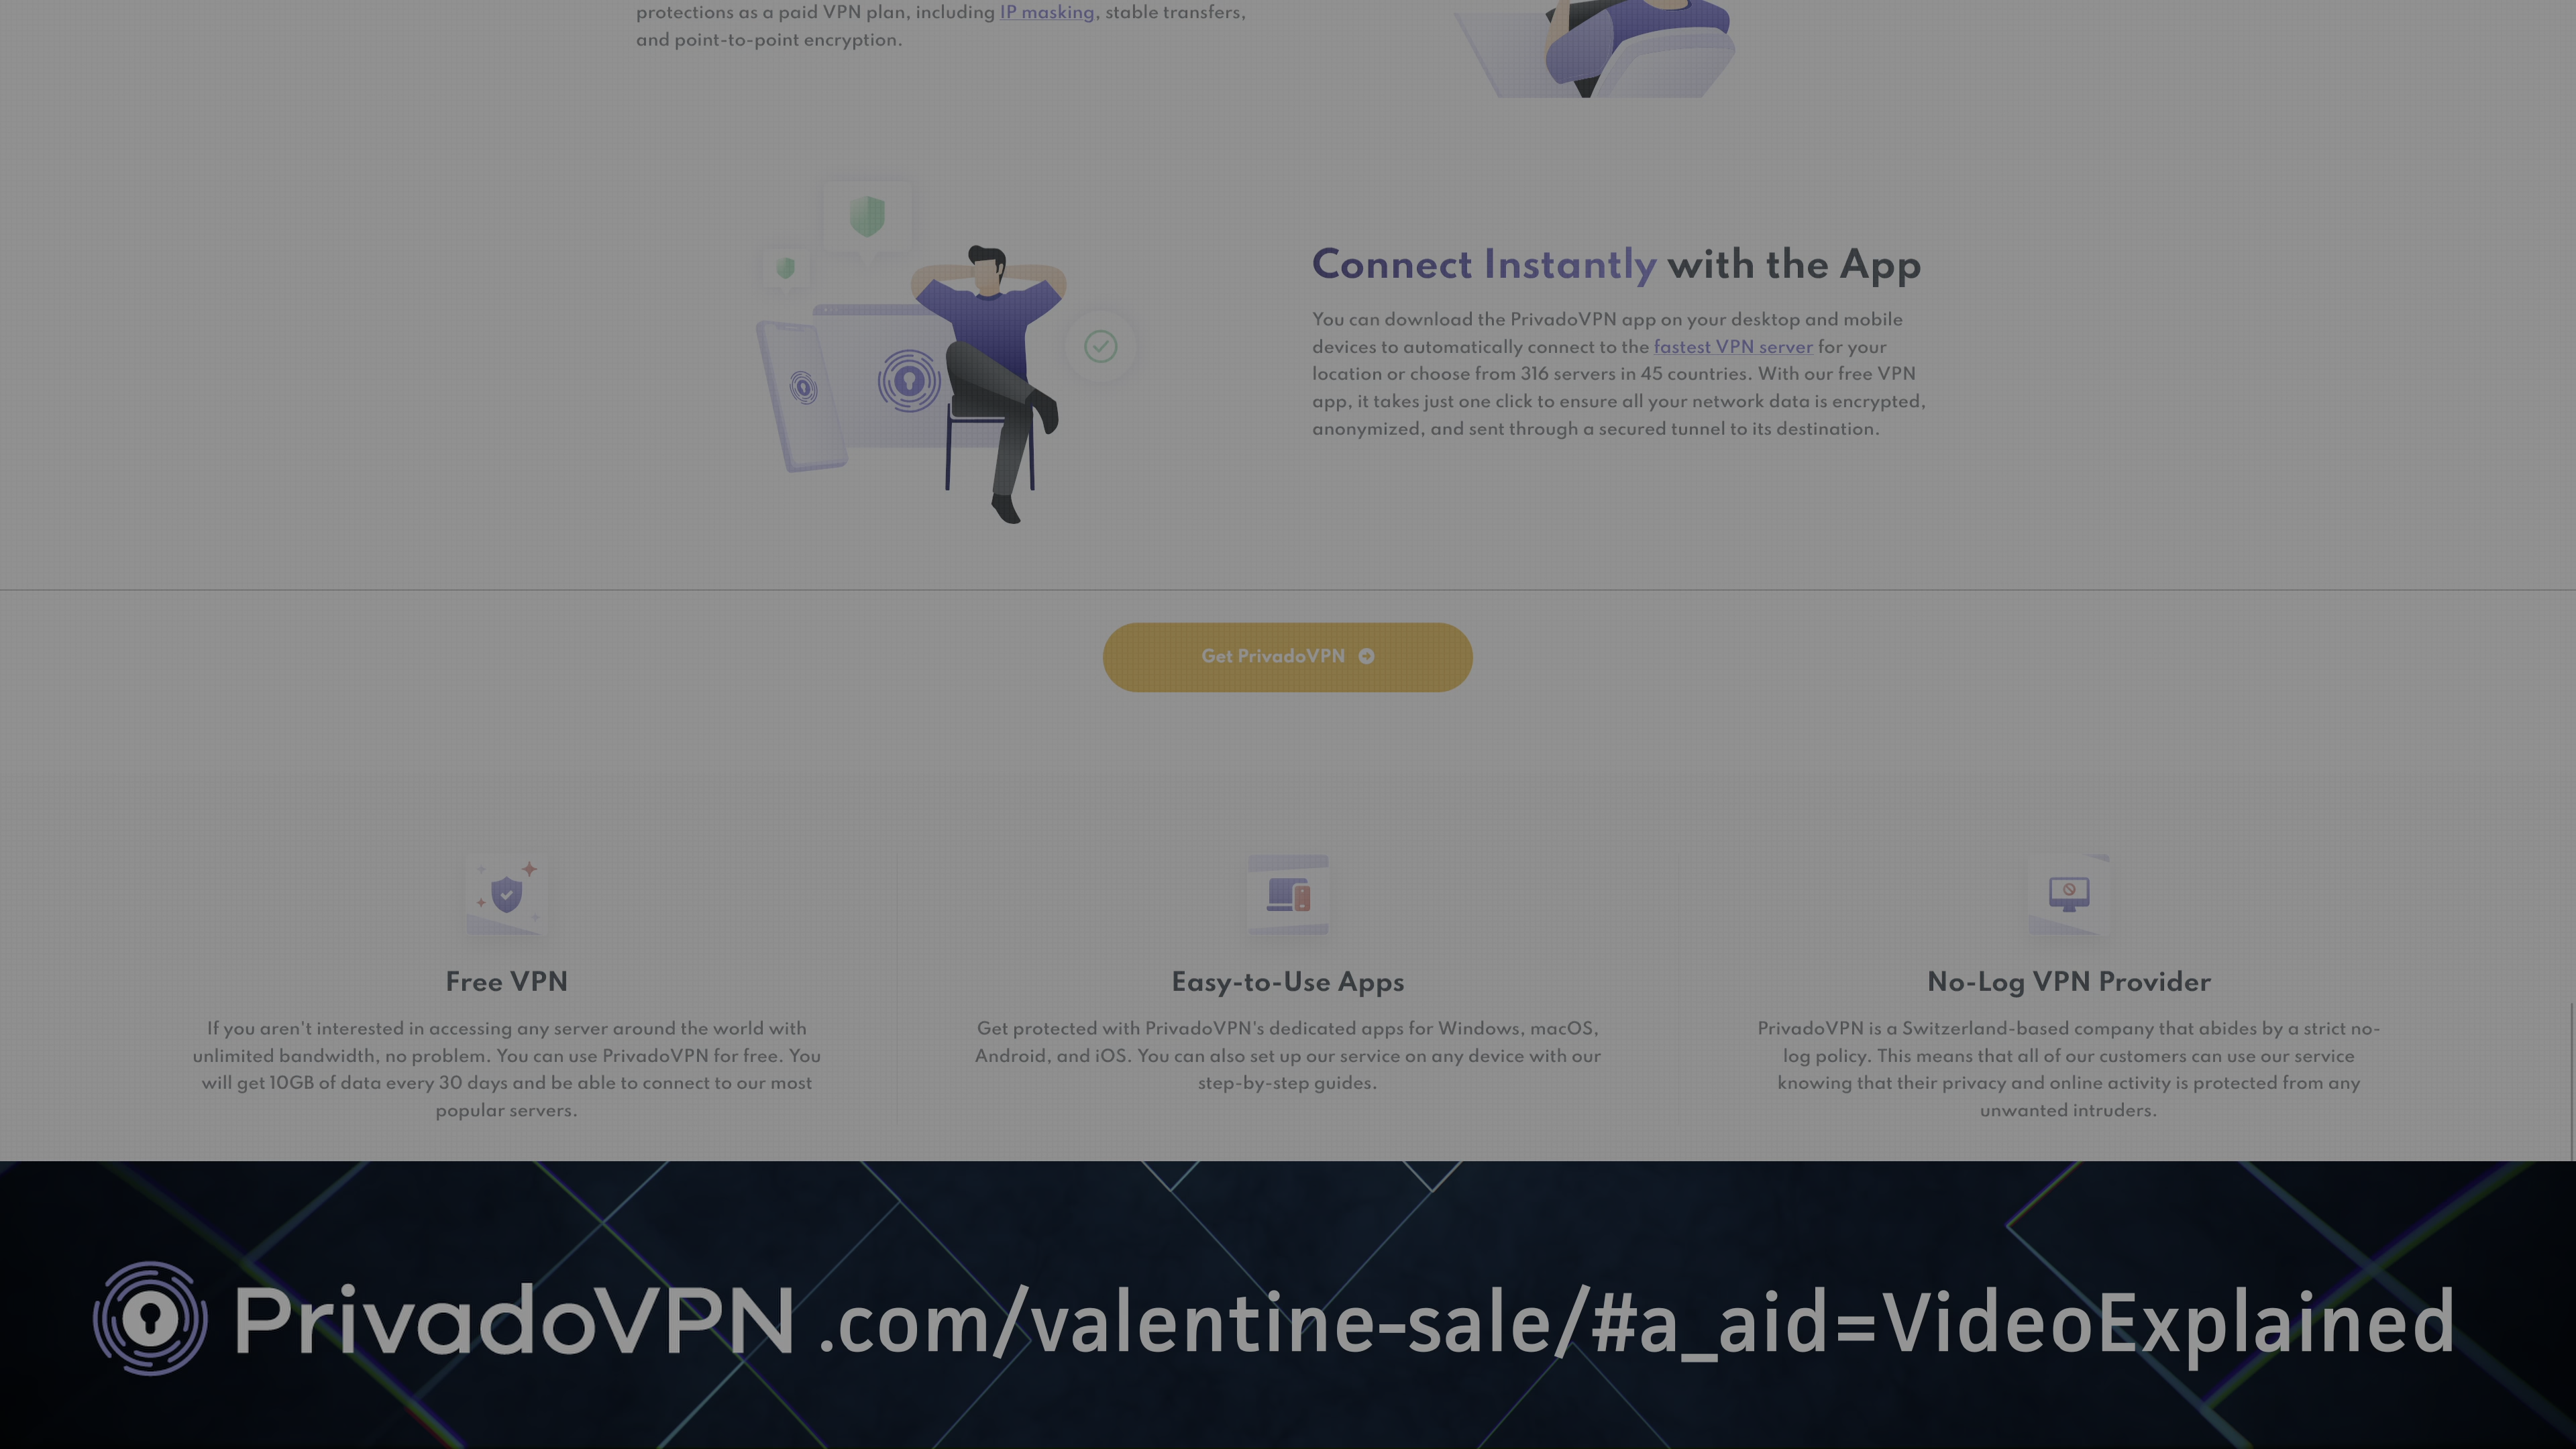 protections as a paid VPN plan, including IP masking, stable transfers,
and point-to-point encryption.
Connect Instantly with the App
You can download the PrivadoVPN app on your desktop and mobile
devices to automatically connect to the fastest VPN server for your
location or choose from 316 servers in 45 countries. With our free VPN
app, it takes just one click to ensure all your network data is encrypted,
anonymized, and sent through a secured tunnel to its destination.
Get PrivadoVPN
Free VPN
If you aren't interested in accessing any server around the world with
unlimited bandwidth, no problem. You can use PrivadoVPN for free. You
will get 10GB of data every 30 days and be able to connect to our most
popular servers.
Easy-to-Use Apps
Get protected with PrivadoVPN's dedicated apps for Windows, macOS,
Android, and iOS. You can also set up our service on any device with our
step-by-step guides.
No-Log VPN Provider
PrivadoVPN is a Switzerland-based company that abides by a strict no-
log policy. This means that all of our customers can use our service
knowing that their privacy and online activity is protected from any
unwanted intruders.
PrivadoVPN .com/valentine-sale/#a_aid=VideoExplained